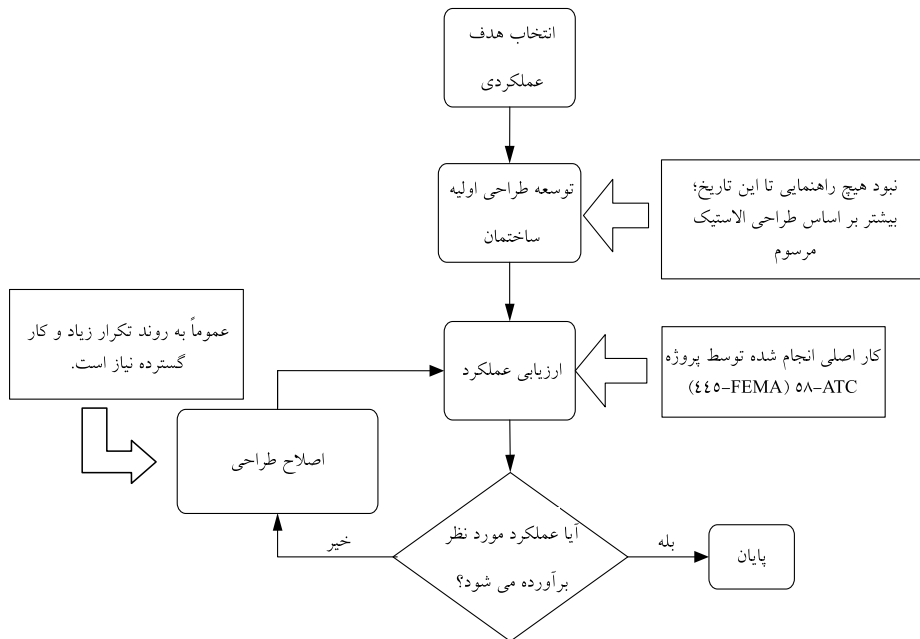 انتخاب هدف
عملکردی
توسعه طراحی اولیه
ساختمان
نبود هیچ راهنمایی تا این تاریخ؛
بیشتر بر اساس طراحی الاستیک
مرسوم
عموماً به روند تکرار زیاد و کار
گسترده نیاز است.
ارزیابی عملکرد
کار اصلی انجام شده توسط پروژه
ATC-٥٨ (FEMA-٤٤٥)
اصلاح طراحی
آیا عملکرد مورد نظر
برآورده می شود؟
خیر
بله
پایان